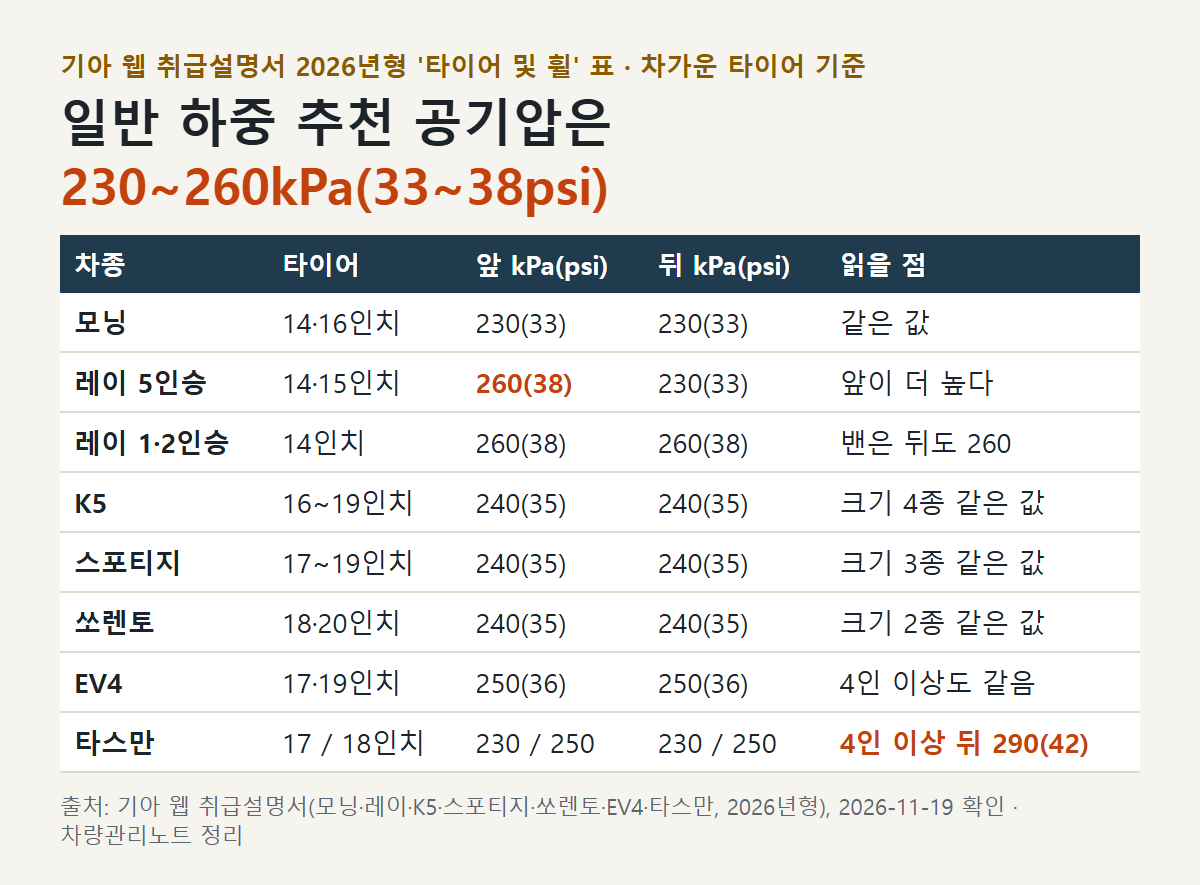 기아 웹 취급설명서 2026년형 '타이어 및 휠' 표 · 차가운 타이어 기준
일반 하중 추천 공기압은
230~260kPa(33~38psi)
차종 타이어 앞 kPa(psi) 뒤 kPa(psi) 읽을 점
모닝 14·16인치 230(33) 230(33) 같은 값
레이 5인승 14·15인치 260(38) 230(33) 앞이 더 높다
레이 1·2인승 14인치 260(38) 260(38) 밴은 뒤도 260
K5 16~19인치 240(35) 240(35) 크기 4종 같은 값
스포티지 17~19인치 240(35) 240(35) 크기 3종 같은 값
쏘렌토 18·20인치 240(35) 240(35) 크기 2종 같은 값
EV4 17·19인치 250(36) 250(36) 4인 이상도 같음
타스만 17 / 18인치 230 / 250 230 / 250 4인 이상 뒤 290(42)
출처: 기아 웹 취급설명서(모닝·레이·K5·스포티지·쏘렌토·EV4·타스만, 2026년형), 2026-11-19 확인 ·
차량관리노트 정리